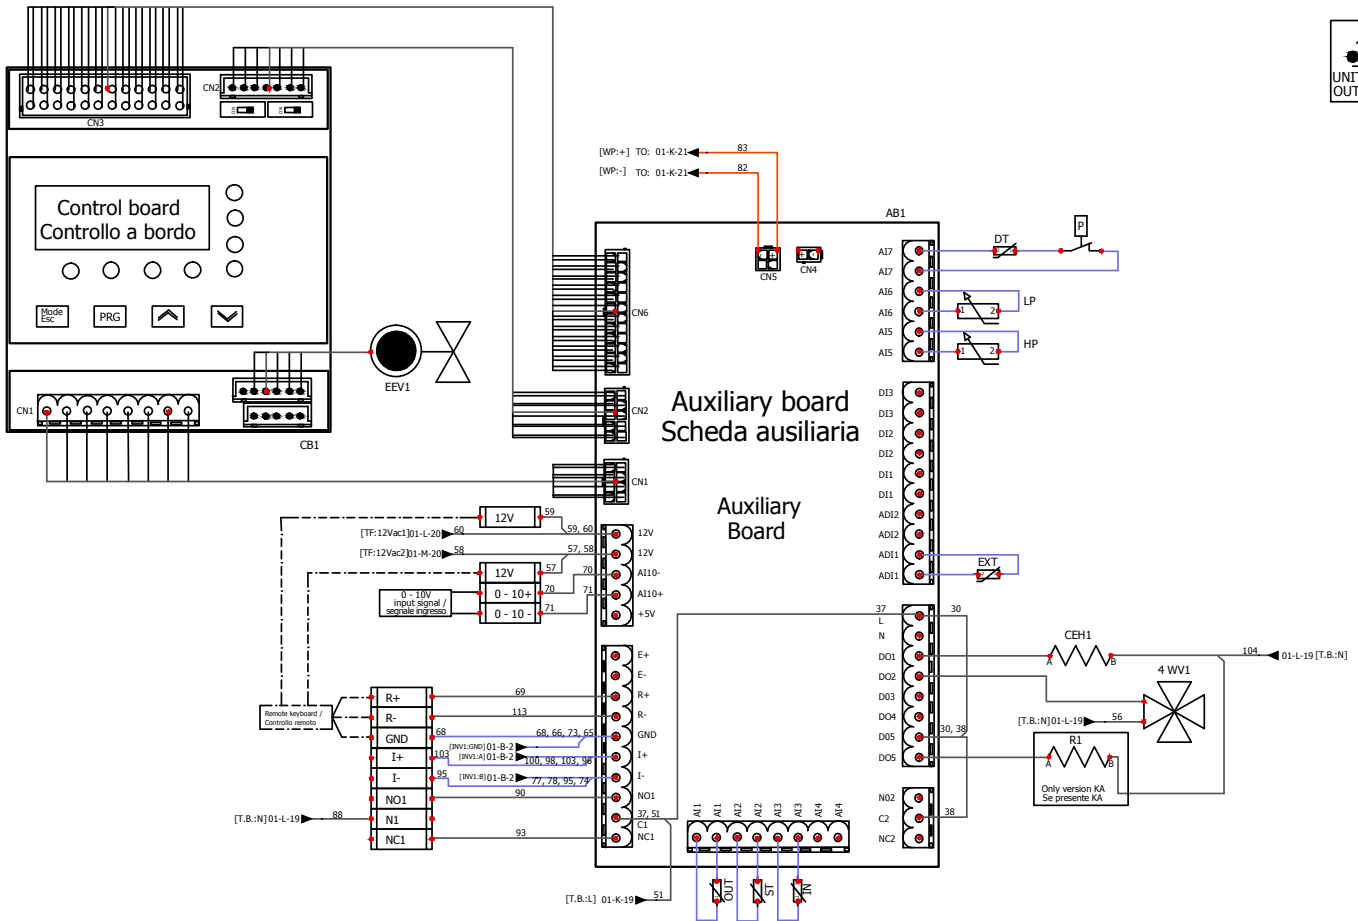 CN3
CN2
ON
ON
Control board
Controllo a bordo
Mode
Esc
PRG
CN1
CB1
EEV1
UNIT
OUT
[WP:+] TO: 01-K-21
83
[WP:-] TO: 01-K-21
82
AB1
CN5
CN4
CN6
CN2
CN1
Auxiliary board
Scheda ausiliaria
Auxiliary
Board
AI7
AI7
AI6
AI6
AI5
AI5
DT
P
1
2
LP
1
2
HP
DI3
DI3
DI2
DI2
DI1
DI1
ADI2
ADI2
ADI1
ADI1
EXT
12V
59
[TF:12Vac1]01-L-20
60
59, 60
12V
[TF:12Vac2]01-M-20
58
57, 58
12V
12V
57
70
AI10-
0 - 10V
input signal /
segnale ingresso
0 - 10+
70
71
AI10+
0 - 10 -
71
+5V
37
L
30
N
DO1
DO2
D03
DO4
D05
DO5
30, 38
A
CEH1
B
104
01-L-19 [T.B.:N]
4 WV1
[T.B.:N]01-L-19
56
R1
A
B
Only version KA
Se presente KA
N02
C2
38
NC2
E+
E-
R+
R-
GND
I+
I-
NO1
C1
NC1
Remote keyboard /
Controllo remoto
R+
69
R-
113
GND
68
68, 66, 73, 65
[INV1:GND] 01-B-2
I+
103
[INV1:A] 01-B-2
100, 98, 103, 96
I-
95
[INV1:B] 01-B-2
77, 78, 95, 74
NO1
90
[T.B.:N] 01-L-19
88
N1
37, 51
NC1
93
[T.B.:L] 01-K-19
51
AI1
AI1
AI2
AI2
AI3
AI3
AI4
AI4
OUT
ST
IN